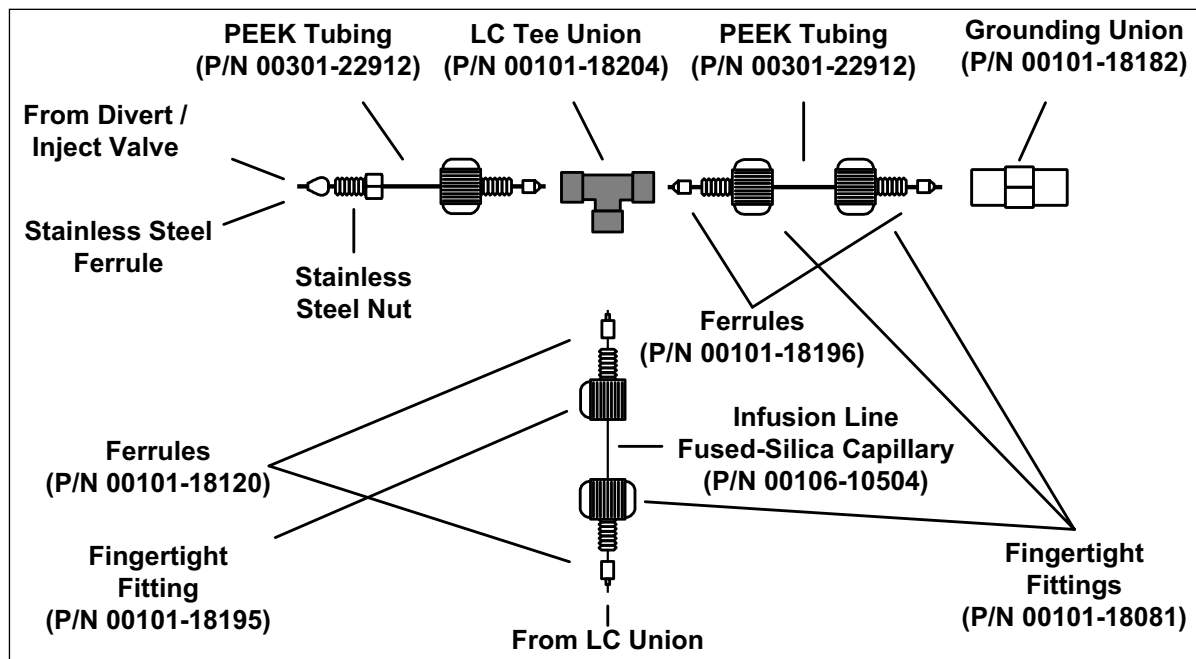 PEEK Tubing
(P/N 00301-22912)
LC Tee Union
(P/N 00101-18204)
PEEK Tubing
(P/N 00301-22912)
Grounding Union
(P/N 00101-18182)
From Divert /
Inject Valve
Stainless Steel
Ferrule
Stainless
Steel Nut
Ferrules
(P/N 00101-18196)
Infusion Line
Fused-Silica Capillary
(P/N 00106-10504)
Ferrules
(P/N 00101-18120)
Fingertight
Fitting
(P/N 00101-18195)
Fingertight
Fittings
(P/N 00101-18081)
From LC Union